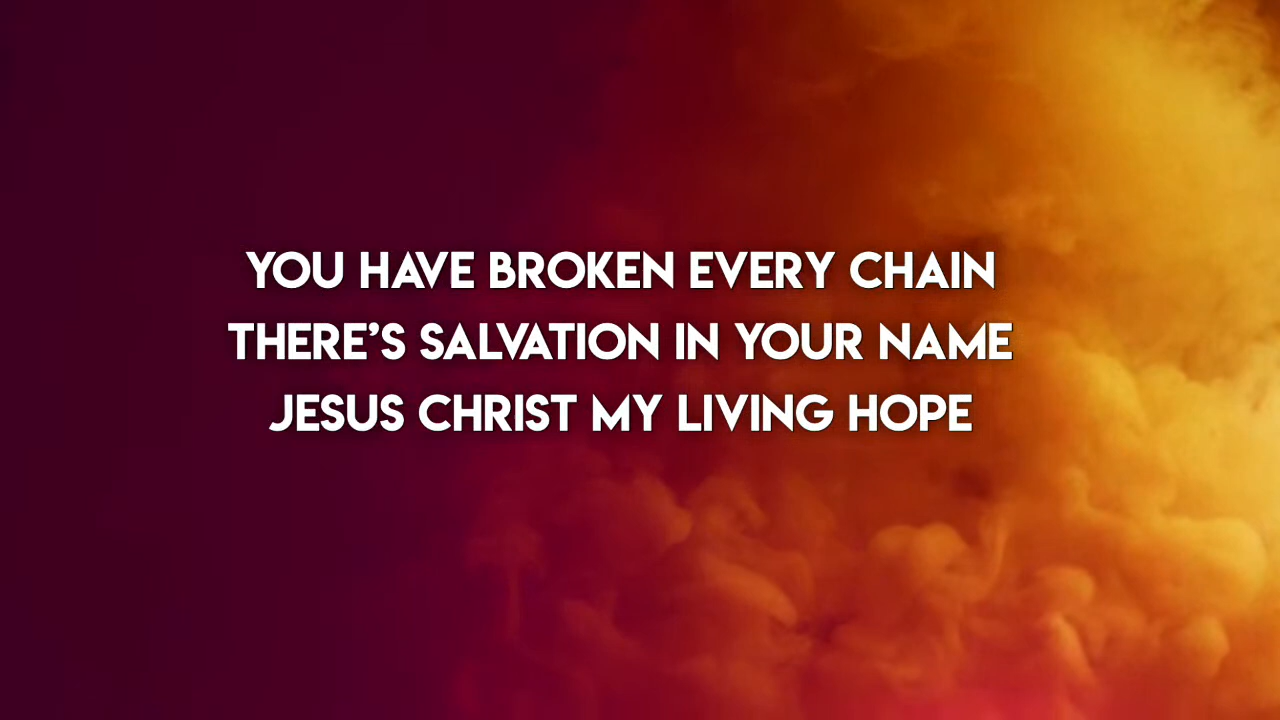 YOU HAVE BROKEN EVERY CHAIN
THERE’S SALVATION IN YOUR NAME
JESUS CHRIST MY LIVING HOPE